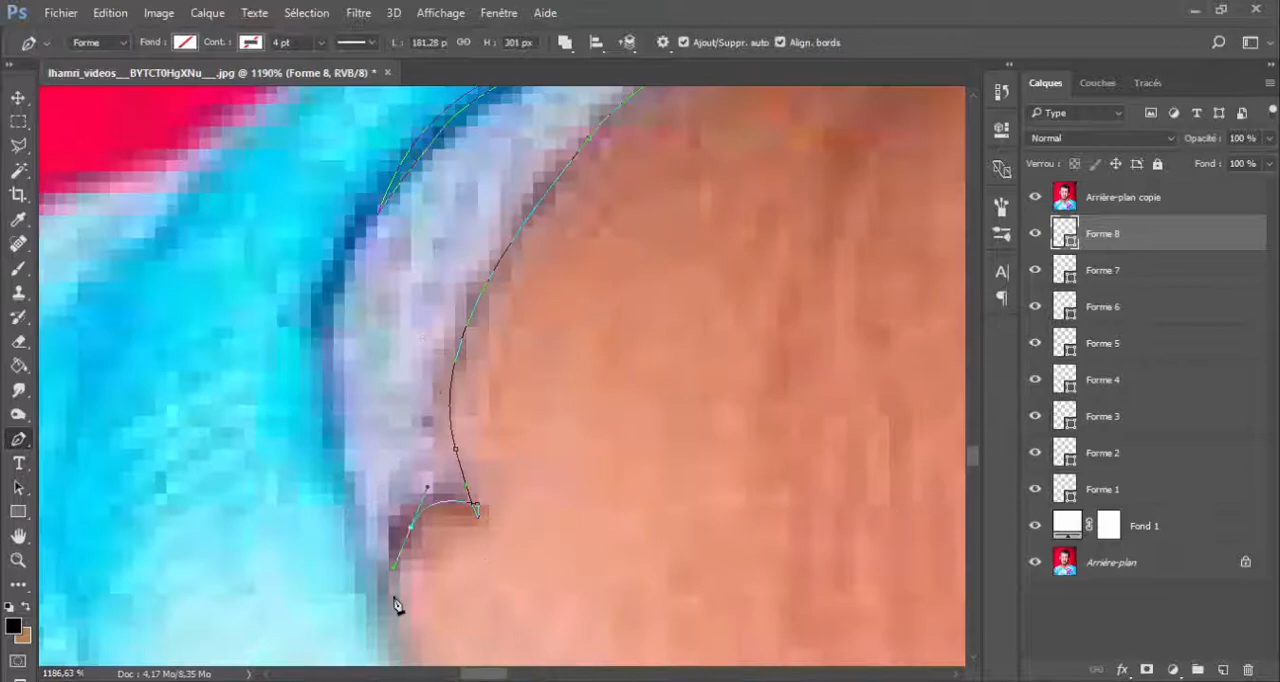 Ps Fichier Edition Image Calque Texte Sélection Filtre 3D Affichage Fenêtre Aide
Forme Fond : Cont. : 4 pt L : 181,28 p H : 301 px Ajout/Suppr. auto Align. bords
lhamri_videos___BYTCT0HgXNu___.jpg @ 1190% (Forme 8, RVB/8) * ×
Calques Couches Tracés
Type
Normal Opacité : 100 %
Verrou : Fond : 100 %
Arrière-plan copie
Forme 8
Forme 7
Forme 6
Forme 5
Forme 4
Forme 3
Forme 2
Forme 1
Fond 1
Arrière-plan
1186,63 % Doc : 4,17 Mo/8,35 Mo